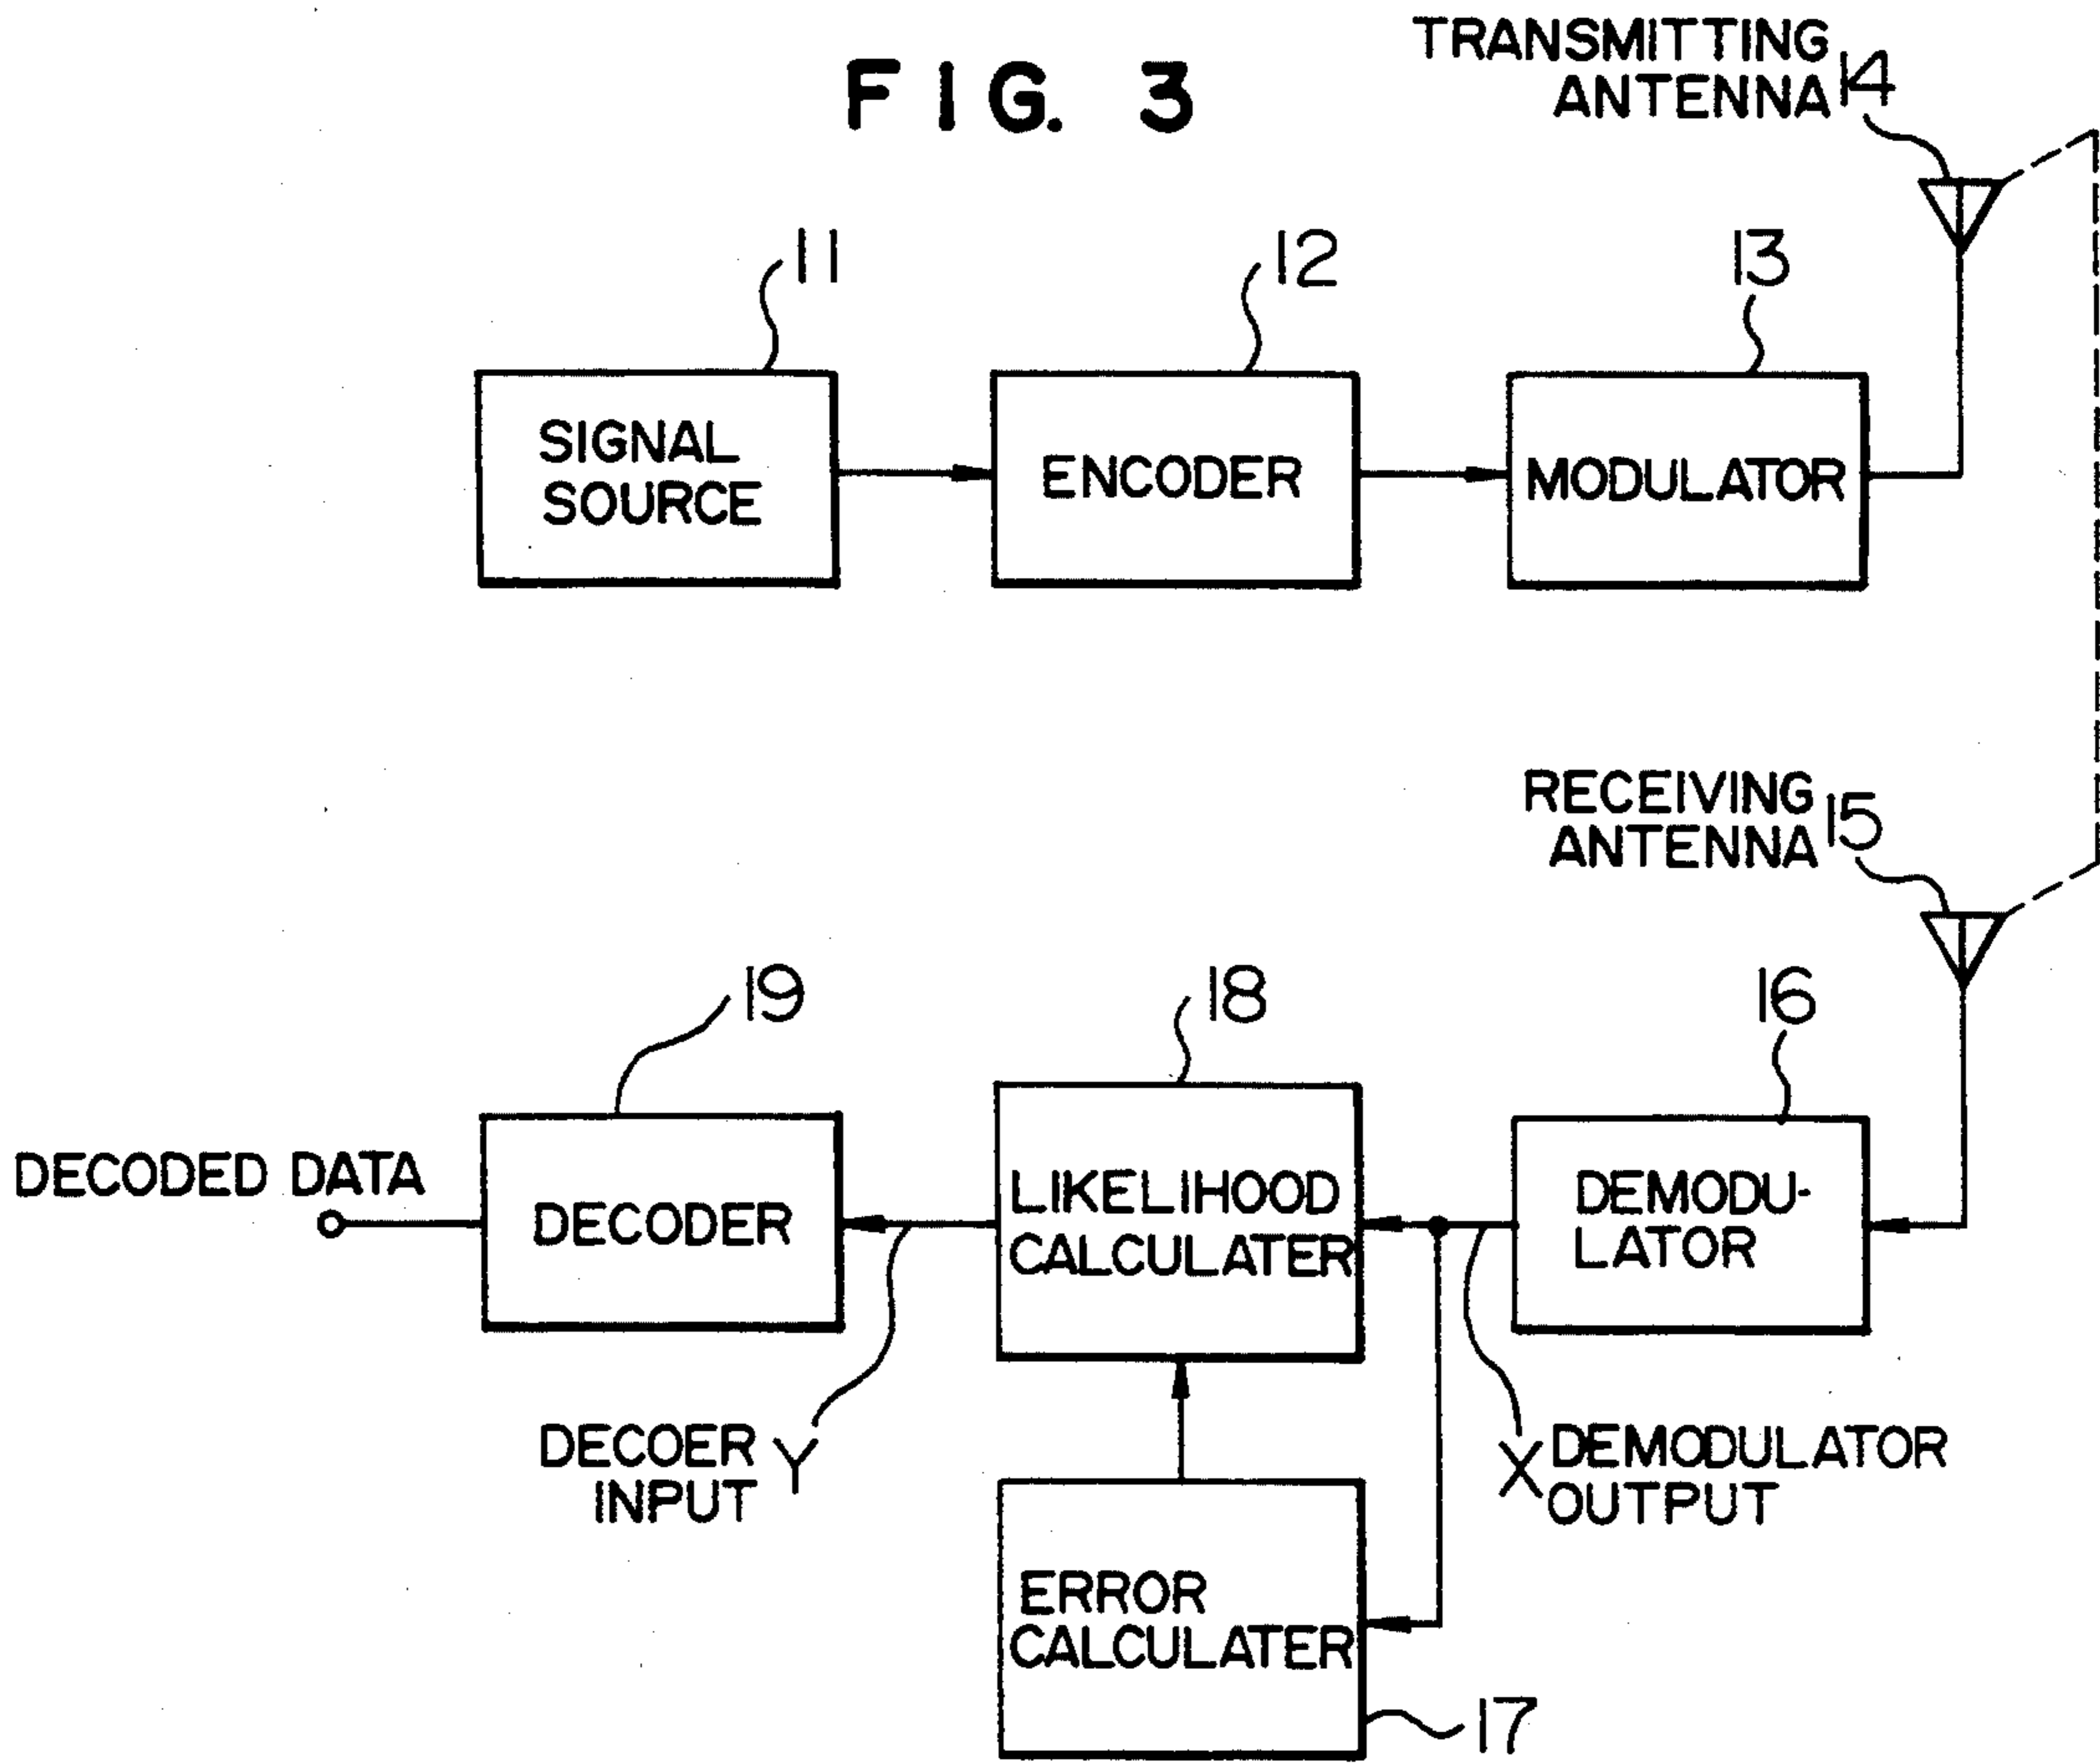 FIG. 3
TRANSMITTING
ANTENNA 14
11
12
13
SIGNAL
SOURCE
ENCODER
MODULATOR
RECEIVING
ANTENNA 15
19
18
16
DECODED DATA
DECODER
LIKELIHOOD
CALCULATER
DEMODU-
LATOR
DECOER
INPUT Y
X DEMODULATOR
OUTPUT
ERROR
CALCULATER
17